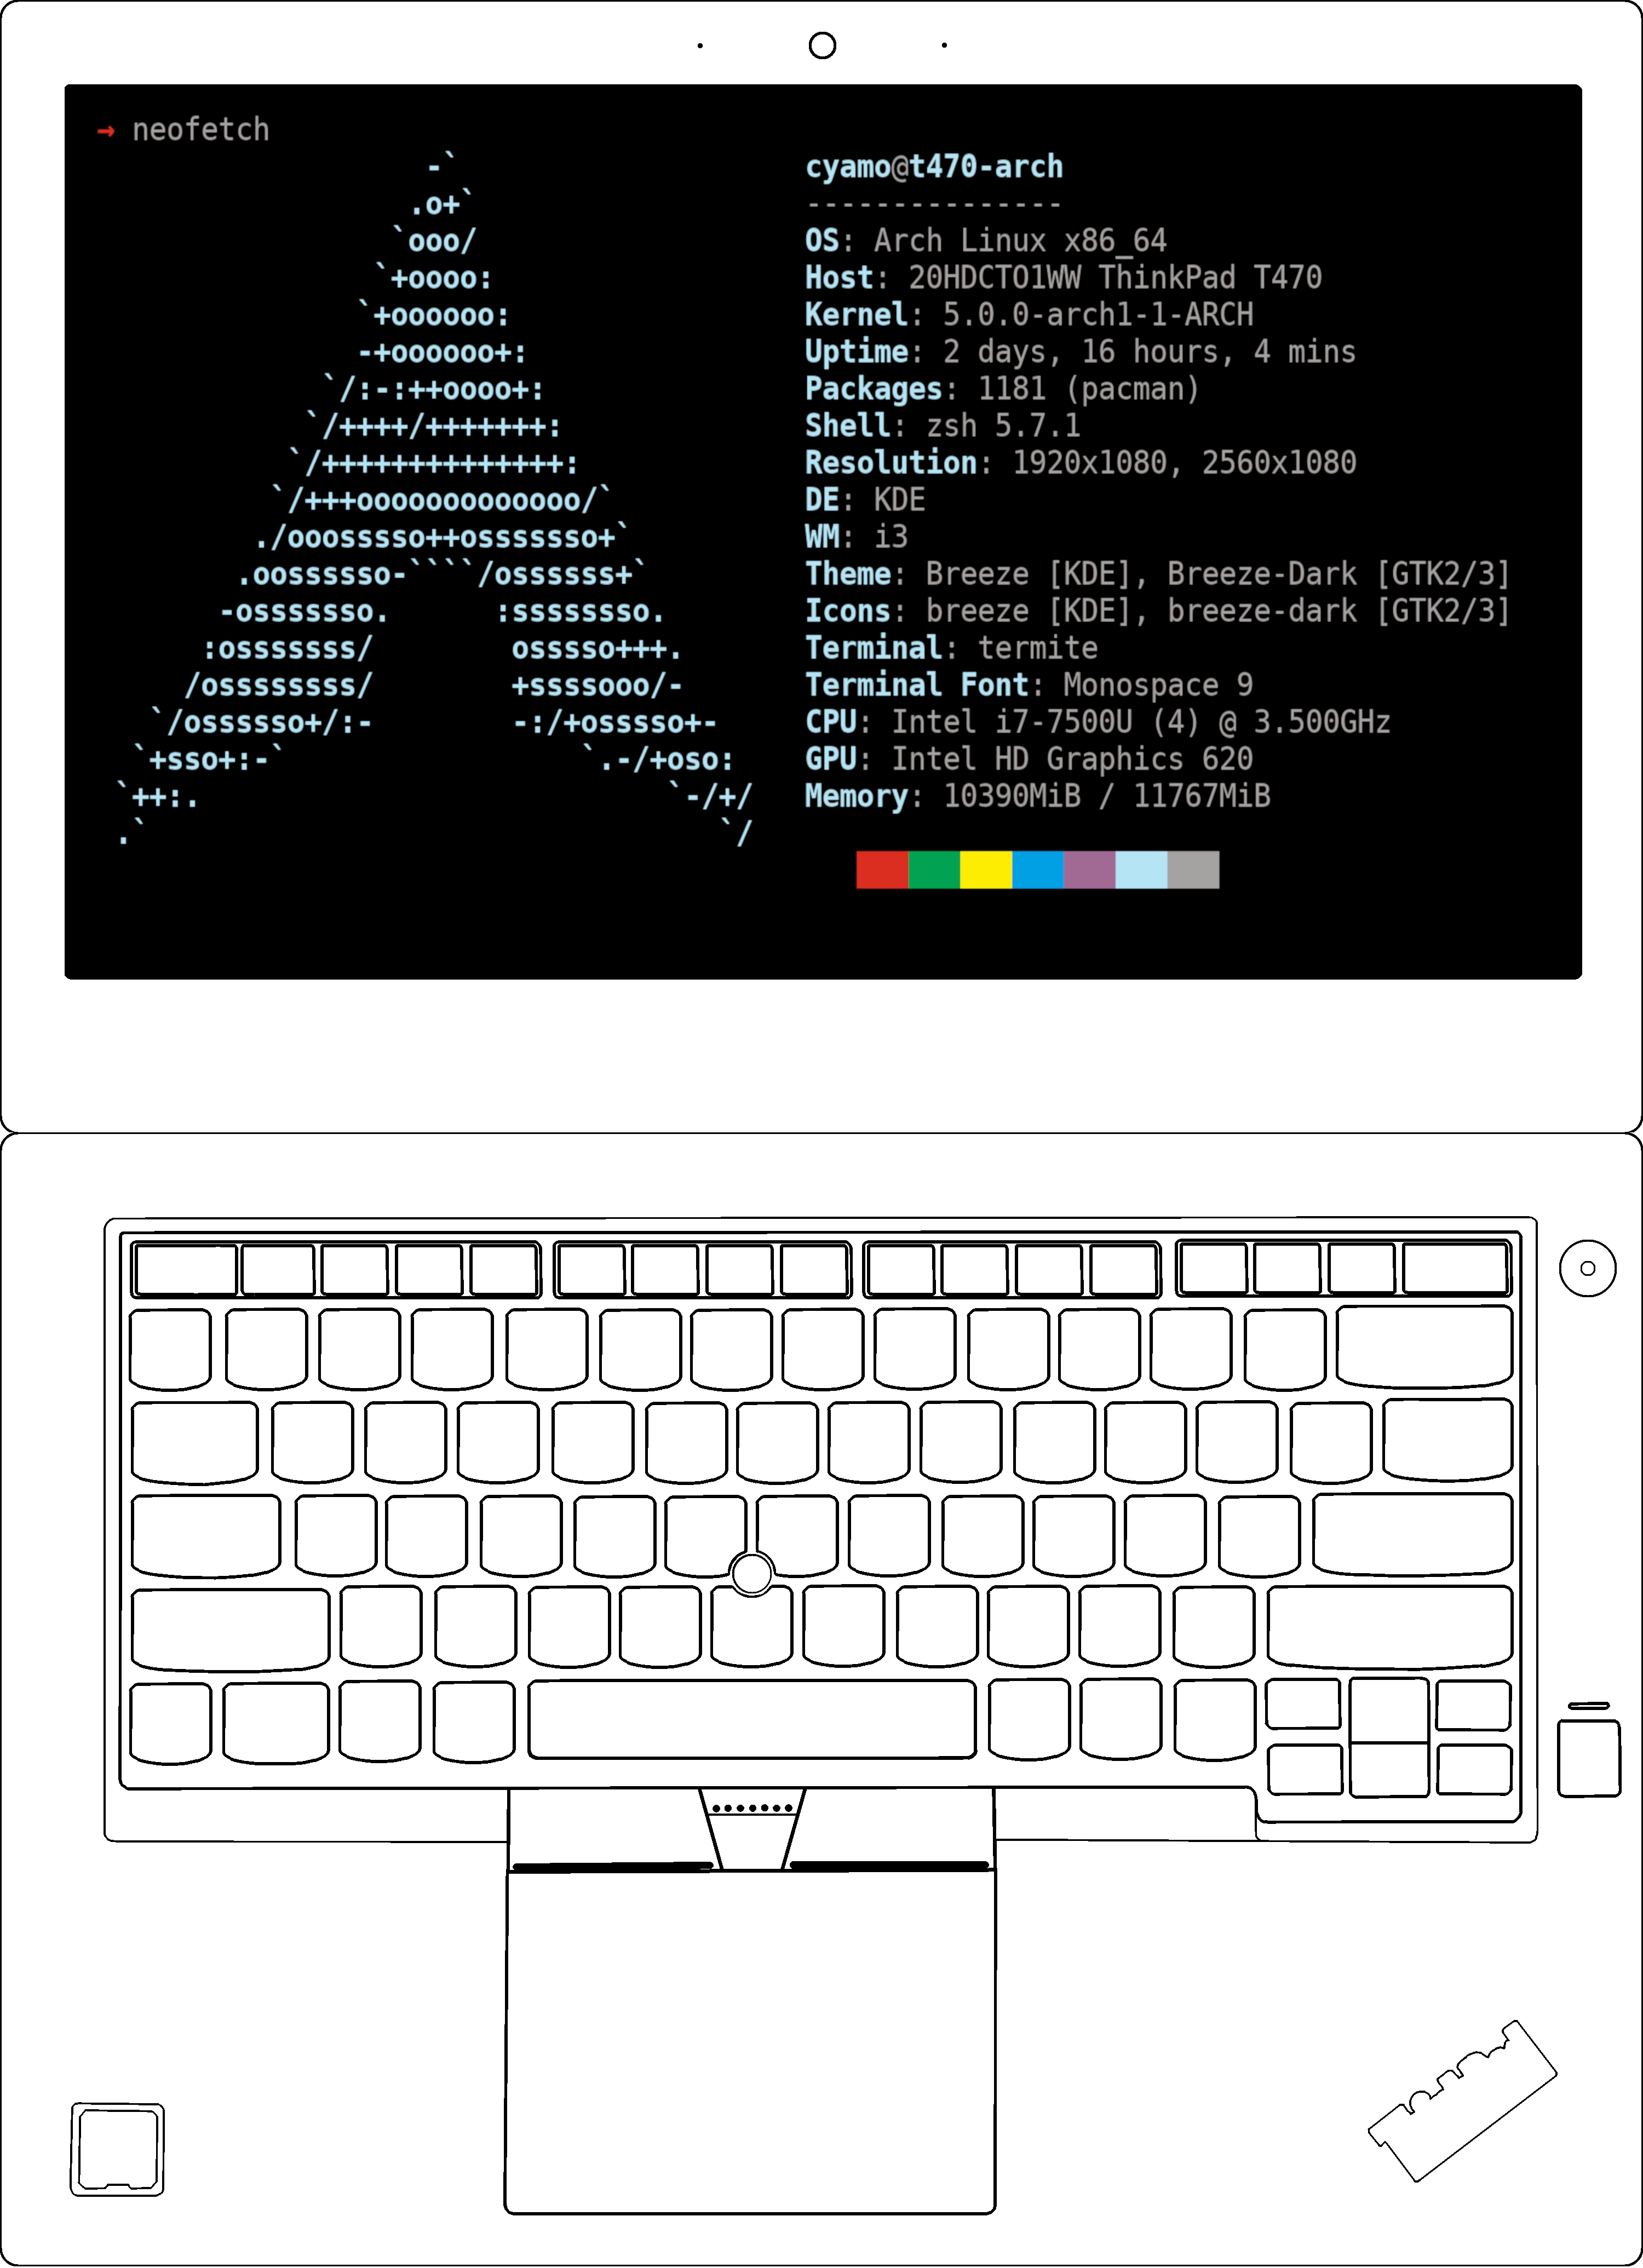 → neofetch
-`
.o+`
`ooo/
`+oooo:
`+oooooo:
-+oooooo+:
`/:-:++oooo+:
`/++++/+++++++:
`/++++++++++++++:
`/+++ooooooooooooo/`
./ooosssso++osssssso+`
.oossssso-````/ossssss+`
-osssssso. :ssssssso.
:osssssss/ osssso+++.
/ossssssss/ +ssssooo/-
`/ossssso+/:- -:/+osssso+-
`+sso+:-` `.-/+oso:
`++:. `-/+/
.` `/
cyamo@t470-arch
---------------
OS: Arch Linux x86_64
Host: 20HDCTO1WW ThinkPad T470
Kernel: 5.0.0-arch1-1-ARCH
Uptime: 2 days, 16 hours, 4 mins
Packages: 1181 (pacman)
Shell: zsh 5.7.1
Resolution: 1920x1080, 2560x1080
DE: KDE
WM: i3
Theme: Breeze [KDE], Breeze-Dark [GTK2/3]
Icons: breeze [KDE], breeze-dark [GTK2/3]
Terminal: termite
Terminal Font: Monospace 9
CPU: Intel i7-7500U (4) @ 3.500GHz
GPU: Intel HD Graphics 620
Memory: 10390MiB / 11767MiB